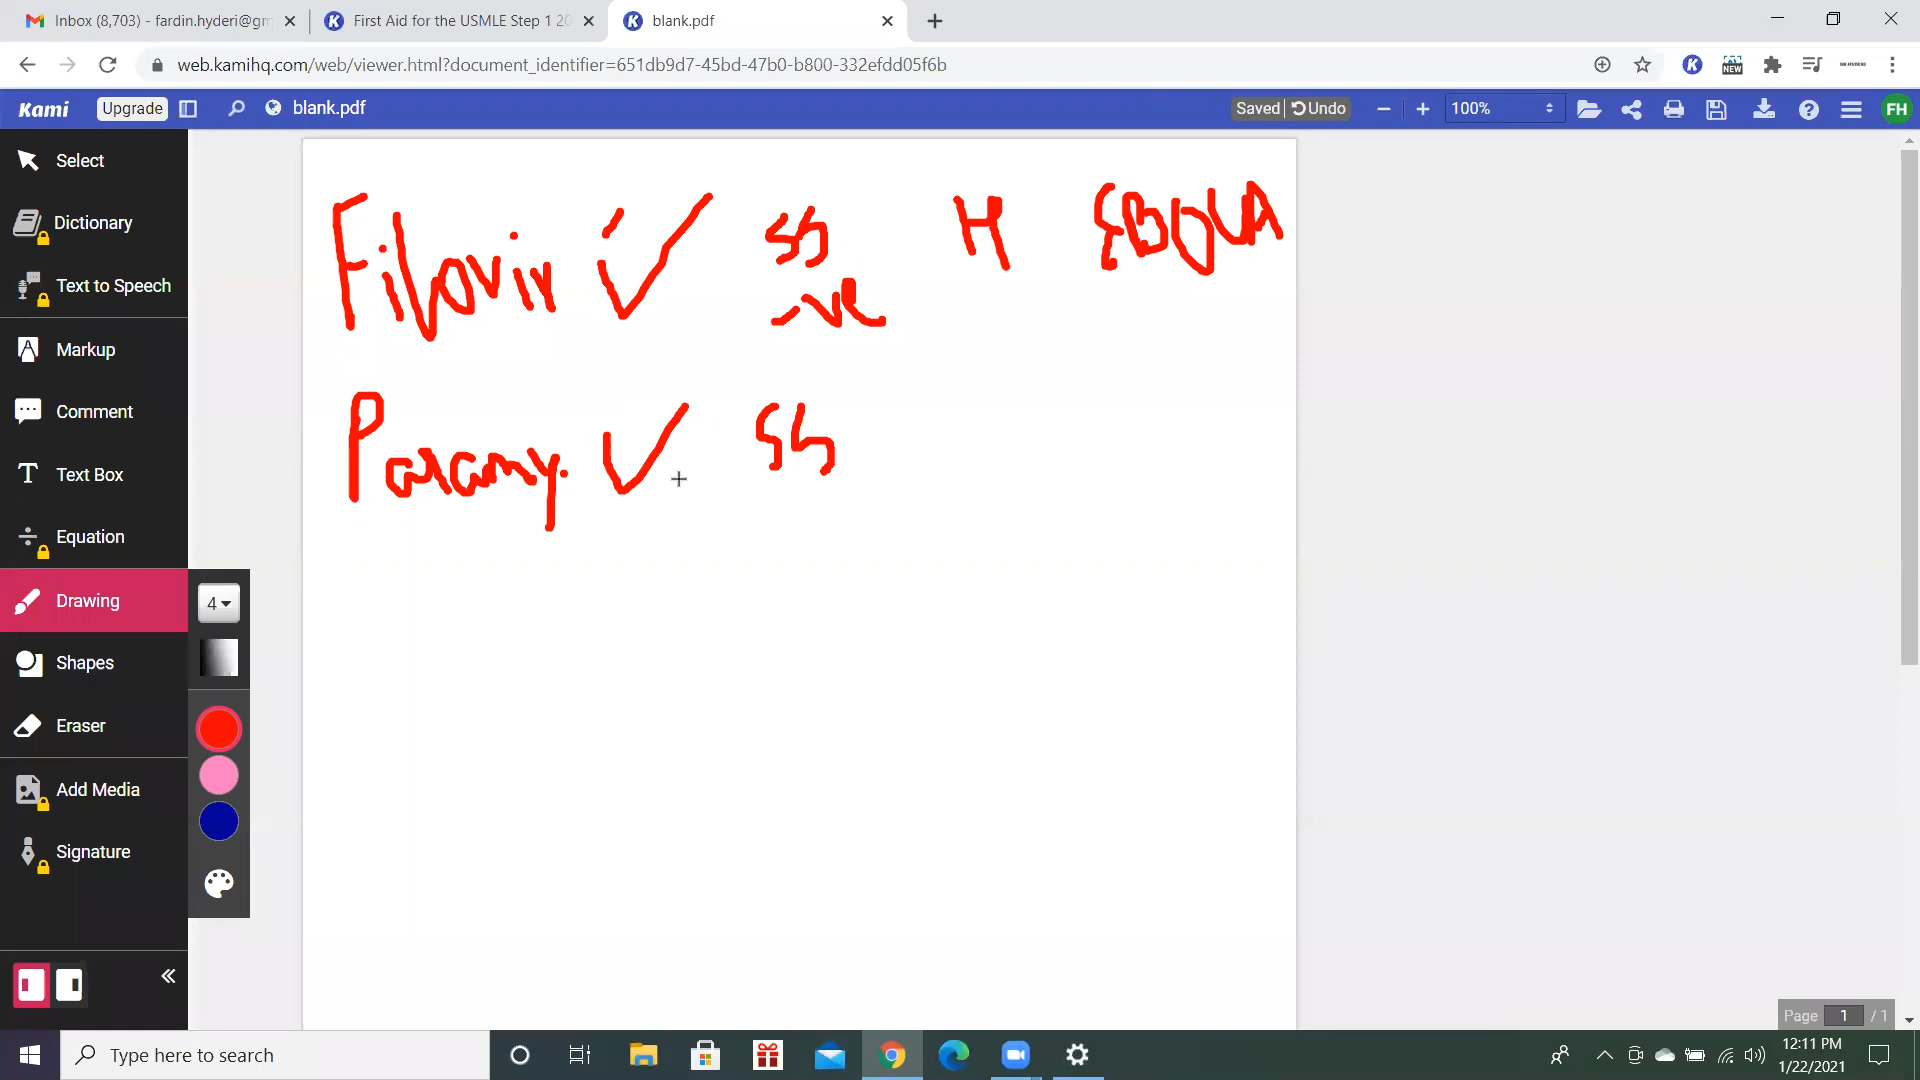 Inbox (8,703) - fardin.hyderi@gm
First Aid for the USMLE Step 1 20
blank.pdf
web.kamihq.com/web/viewer.html?document_identifier=651db9d7-45bd-47b0-b800-332efdd05f6b
NEW
Kami
Upgrade
blank.pdf
Saved
Undo
100%
FH
Select
Dictionary
Text to Speech
Markup
Comment
Text Box
Equation
Drawing
Shapes
Eraser
Add Media
Signature
4
Filovir ss H EBOLA
-ve
Paramy. ss
Page 1 / 1
Type here to search
12:11 PM
1/22/2021